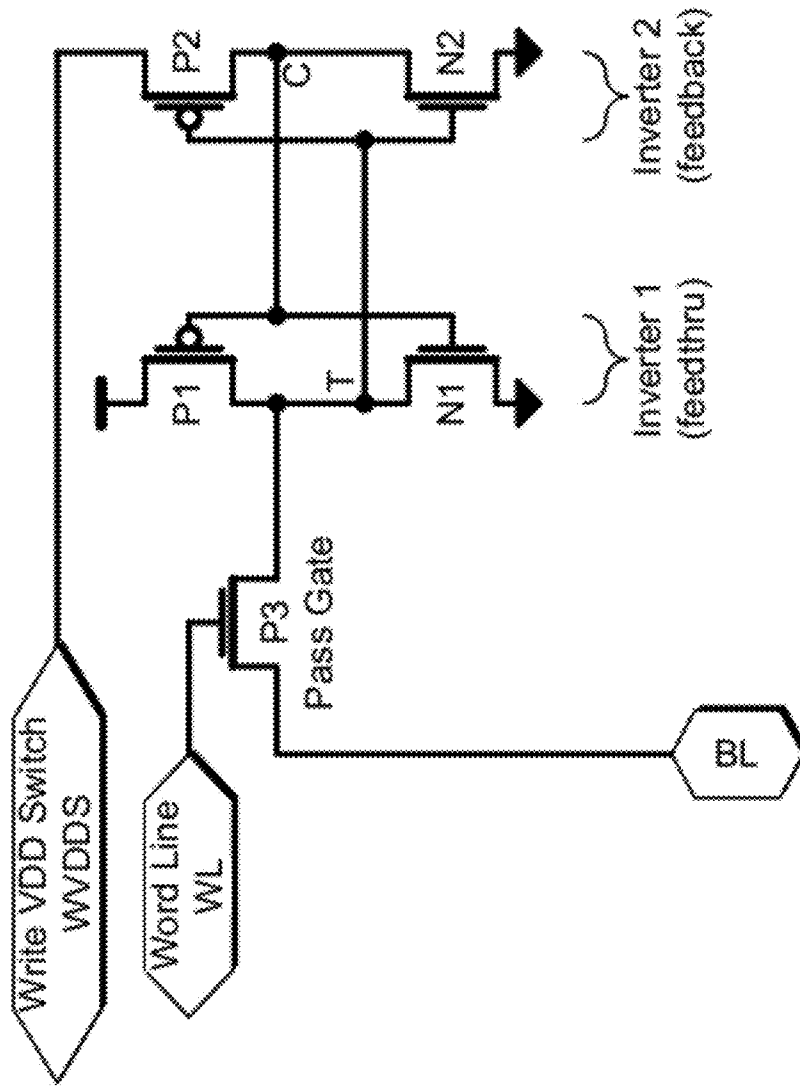 Write VDD Switch
WVDDS
Word Line
WL
P3
Pass Gate
BL
P1
T
N1
P2
C
N2
Inverter 1
(feedthru)
Inverter 2
(feedback)